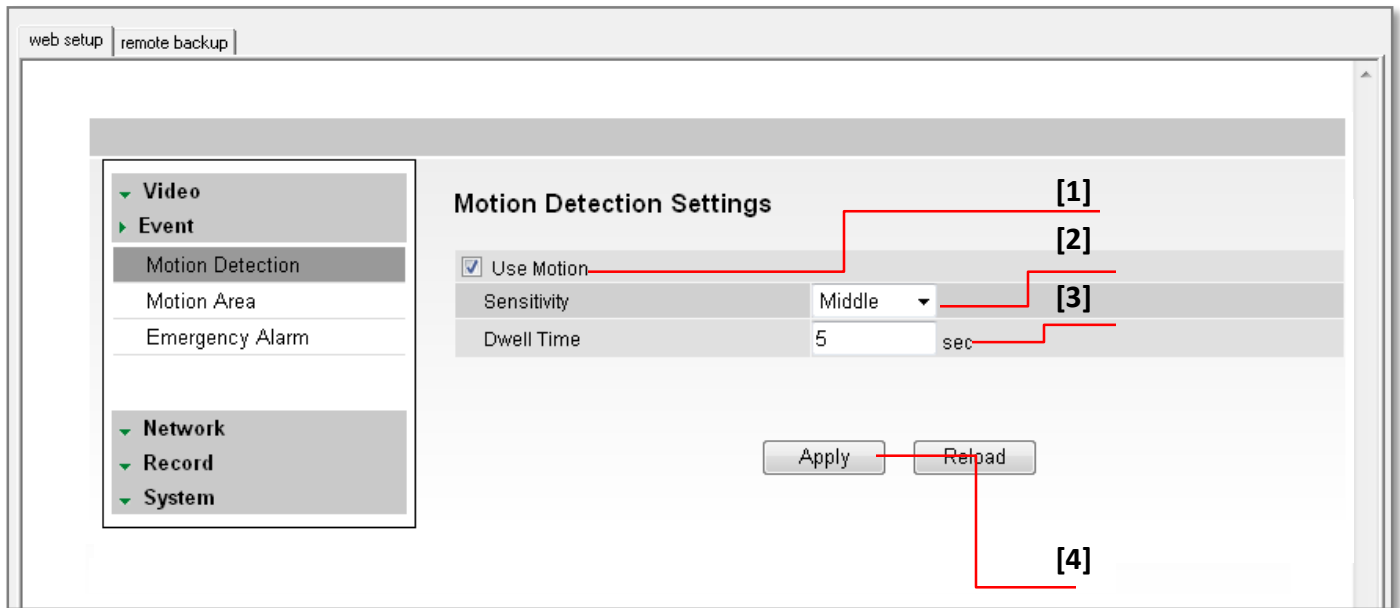 web setup
remote backup
Video
Event
Motion Detection
Motion Area
Emergency Alarm
Network
Record
System
Motion Detection Settings
[1]
[2]
Use Motion
Sensitivity
Middle
[3]
Dwell Time
5
sec
Apply
Reload
[4]